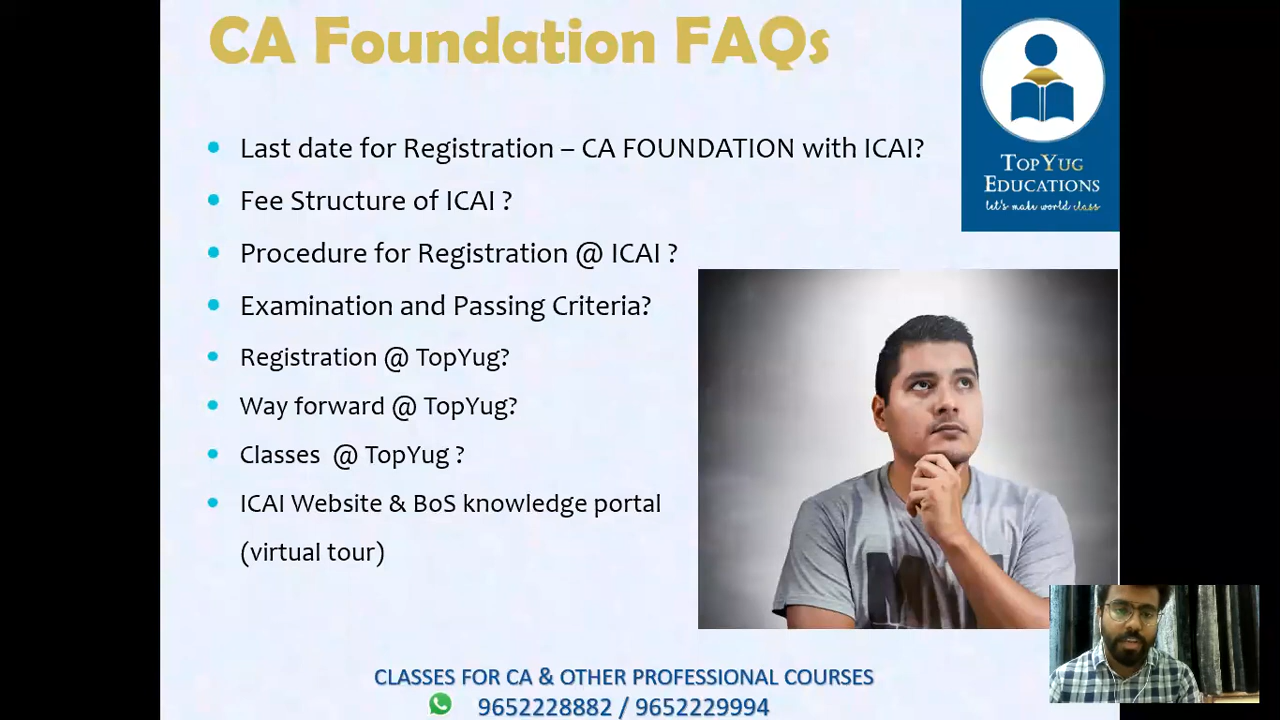 CA Foundation FAQs
Last date for Registration – CA FOUNDATION with ICAI?
Fee Structure of ICAI ?
Procedure for Registration @ ICAI ?
Examination and Passing Criteria?
Registration @ TopYug?
Way forward @ TopYug?
Classes @ TopYug ?
ICAI Website & BoS knowledge portal
(virtual tour)
TOPYUG
EDUCATIONS
let's make world class
CLASSES FOR CA & OTHER PROFESSIONAL COURSES
9652228882 / 9652229994